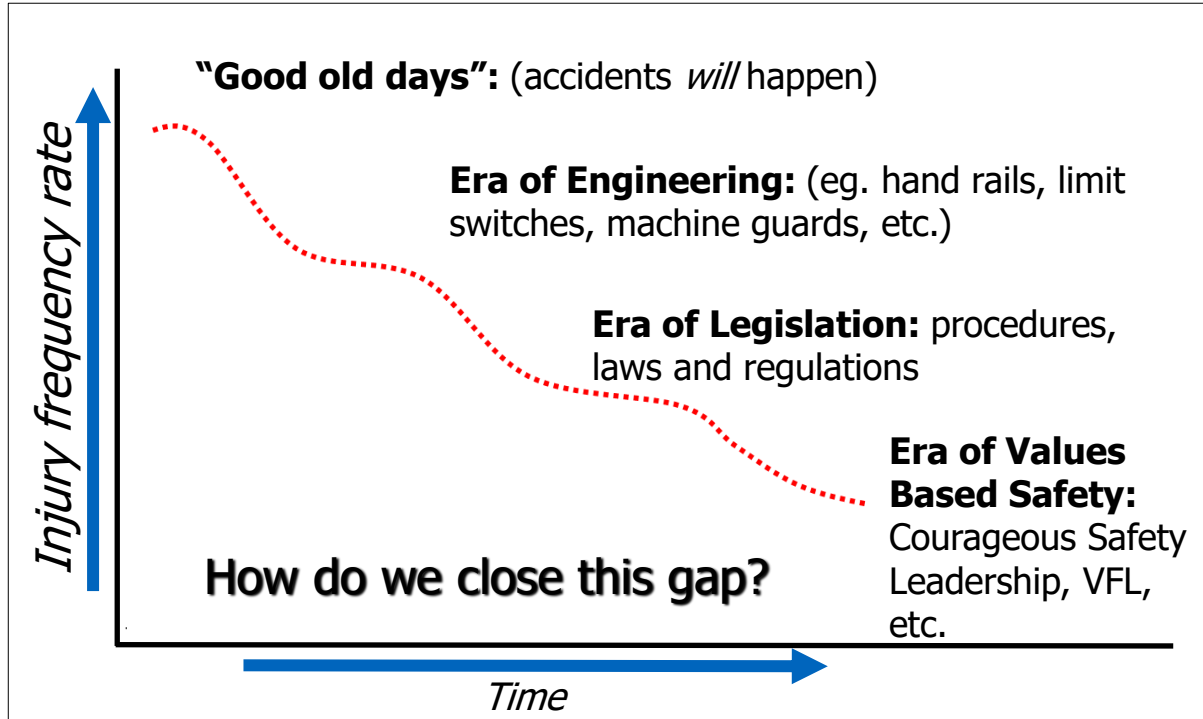 “Good old days”: (accidents will happen)
Era of Engineering: (eg. hand rails, limit
switches, machine guards, etc.)
Era of Legislation: procedures,
laws and regulations
Era of Values
Based Safety:
Courageous Safety
Leadership, VFL,
etc.
How do we close this gap?
Injury frequency rate
Time